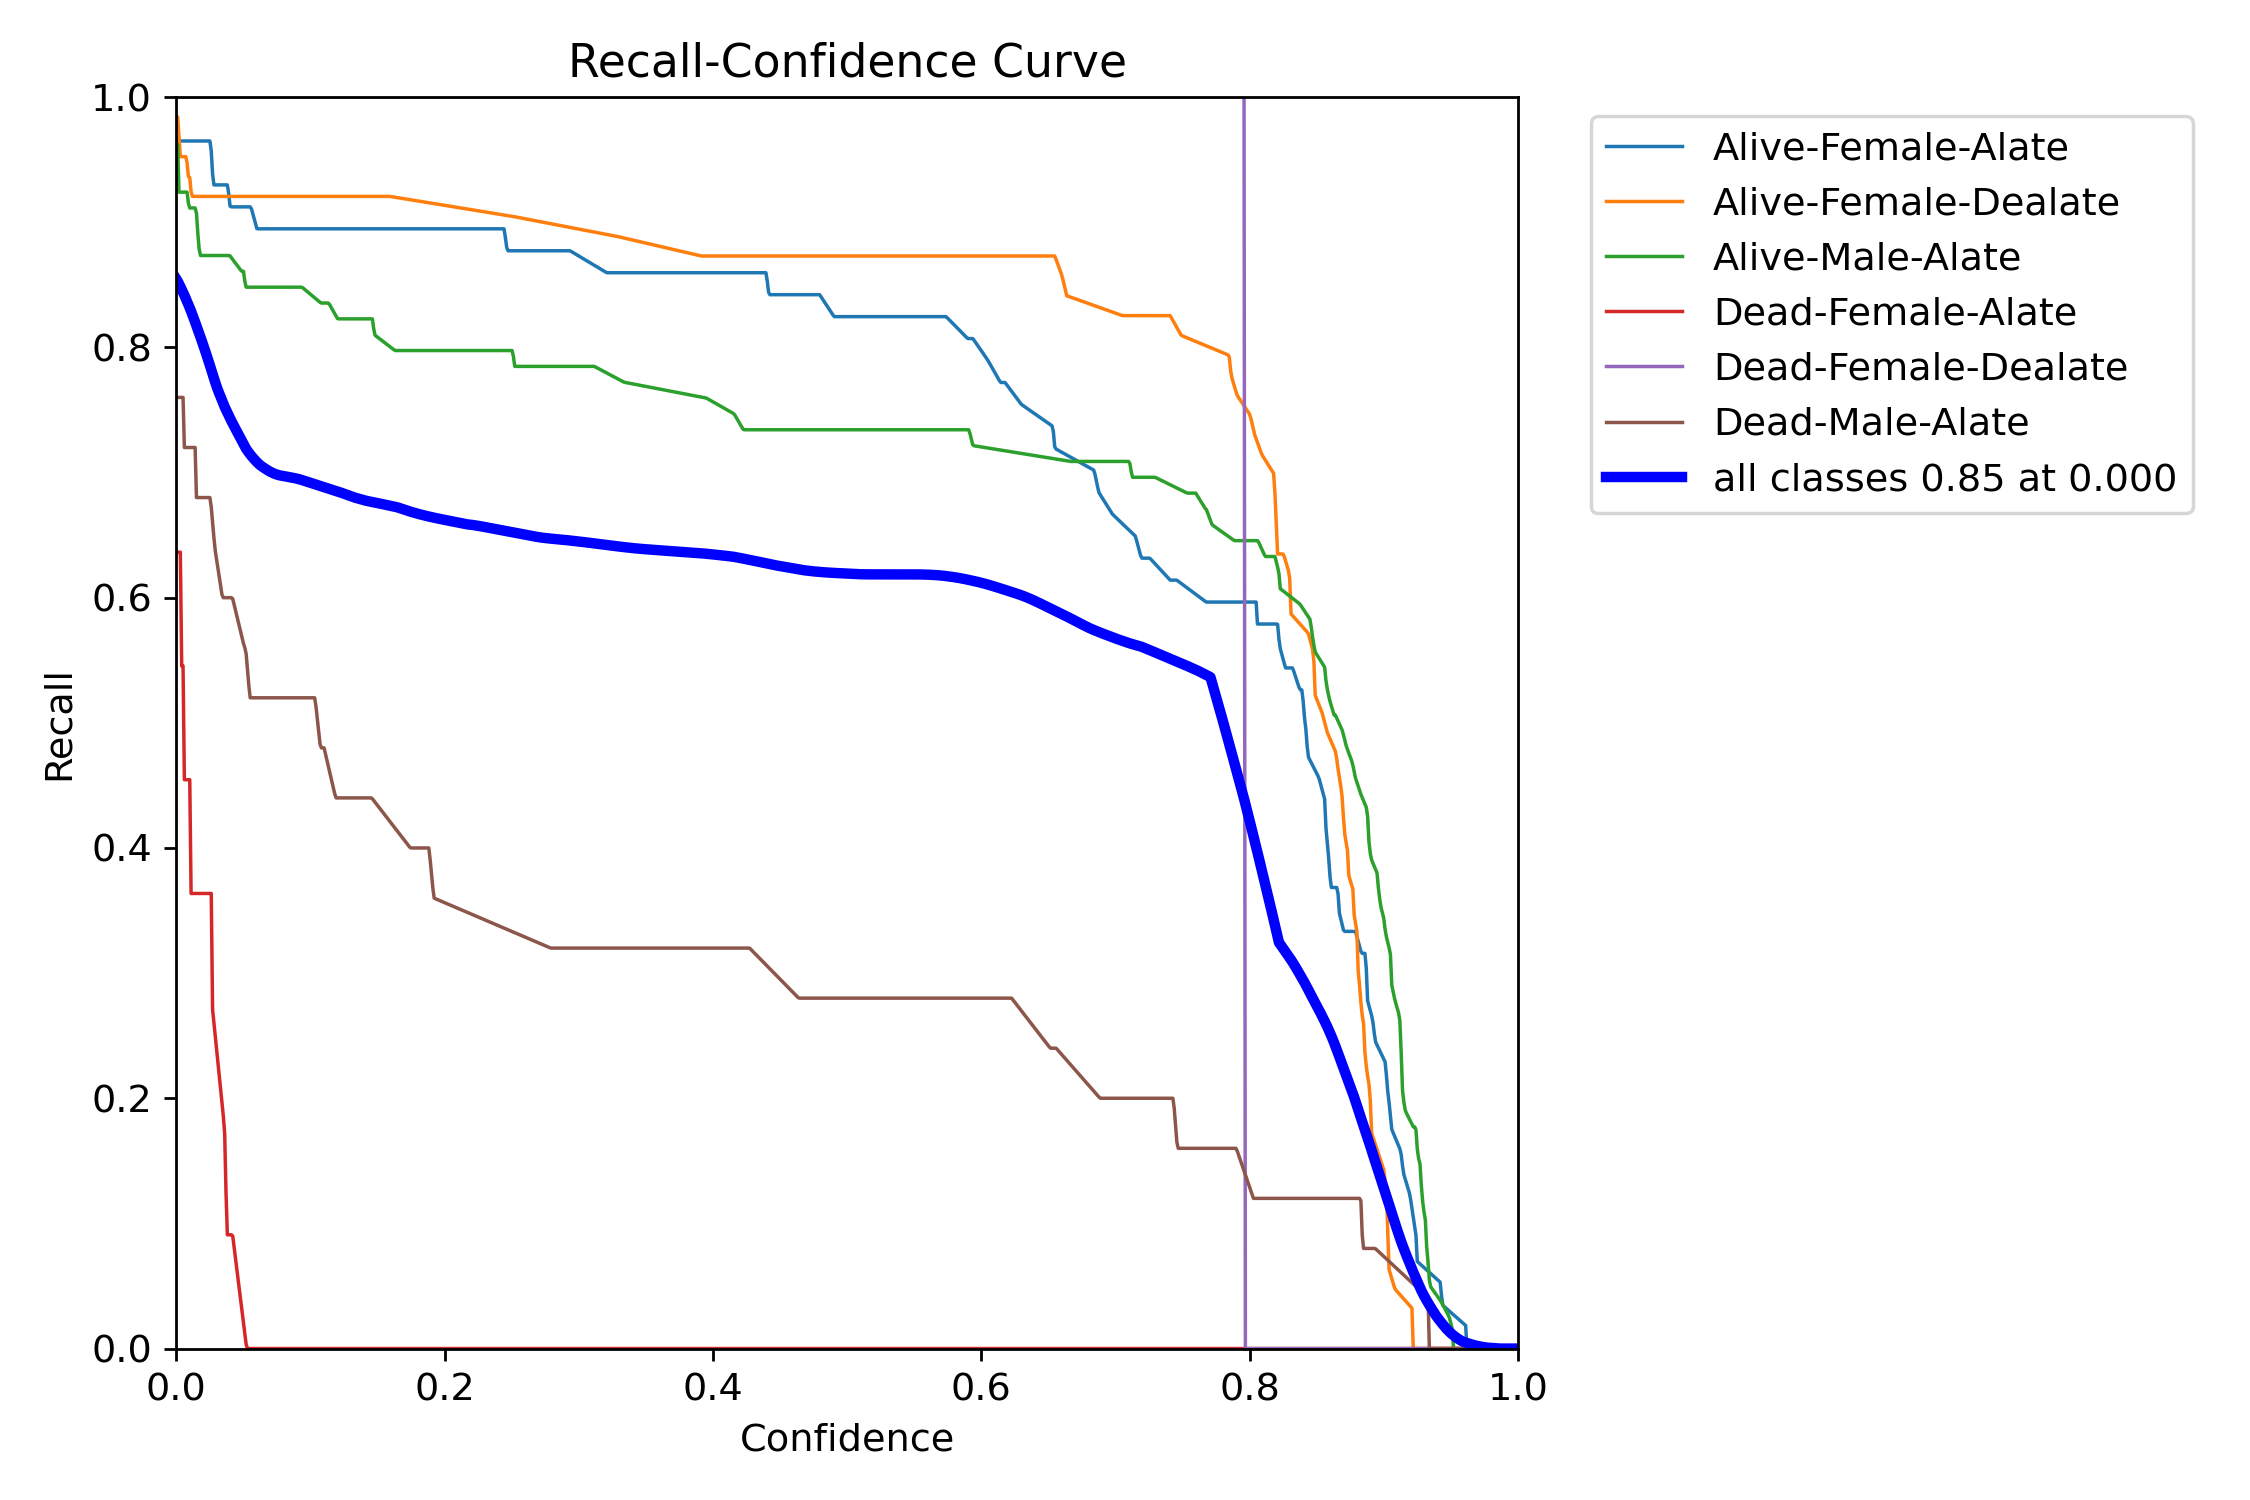 Recall-Confidence Curve
1.0
0.8
0.6
0.4
0.2
0.0
Recall
0.0 0.2 0.4 0.6 0.8 1.0
Confidence
Alive-Female-Alate
Alive-Female-Dealate
Alive-Male-Alate
Dead-Female-Alate
Dead-Female-Dealate
Dead-Male-Alate
all classes 0.85 at 0.000